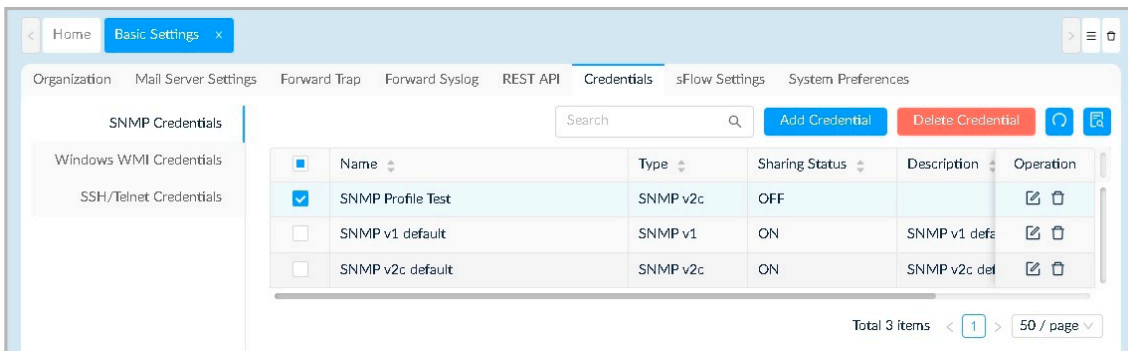 Home Basic Settings x
Organization Mail Server Settings Forward Trap Forward Syslog REST API Credentials sFlow Settings System Preferences
SNMP Credentials
Windows WMI Credentials
SSH/Telnet Credentials
Search Add Credential Delete Credential
Name Type Sharing Status Description Operation
SNMP Profile Test SNMP v2c OFF
SNMP v1 default SNMP v1 ON SNMP v1 defa
SNMP v2c default SNMP v2c ON SNMP v2c def
Total 3 items < 1 > 50 / page